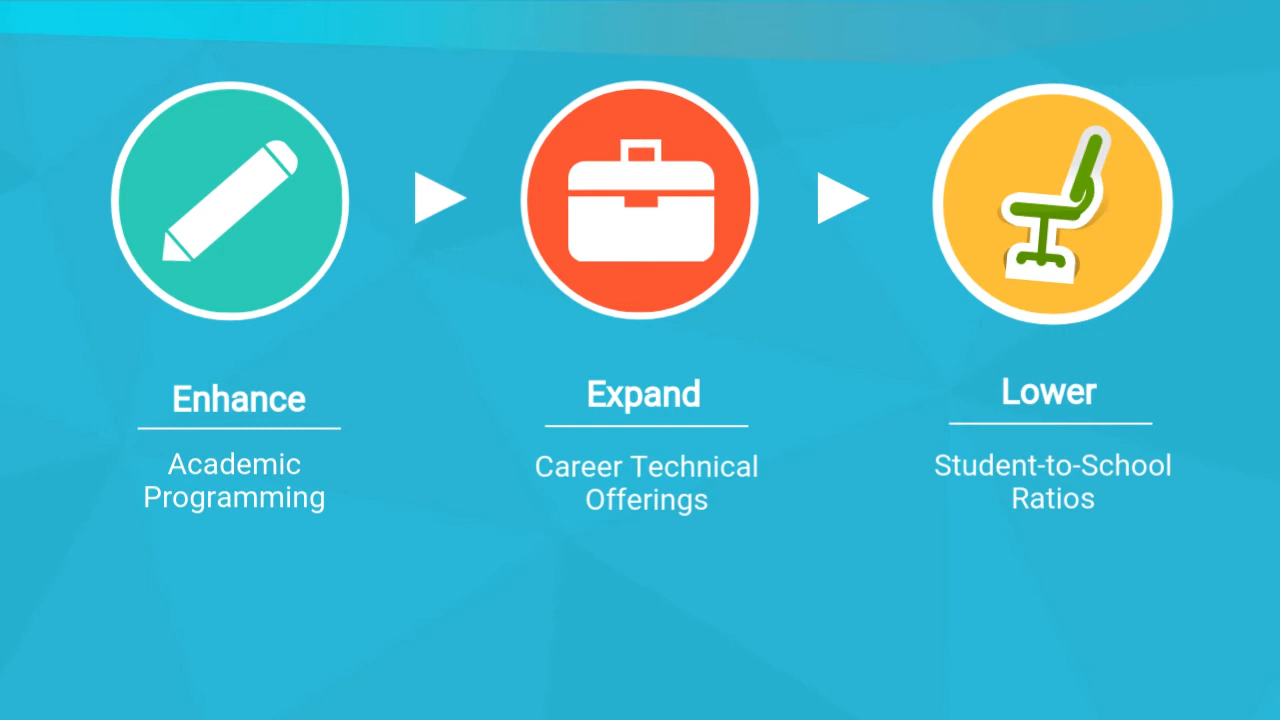 Enhance
Academic
Programming
Expand
Career Technical
Offerings
Lower
Student-to-School
Ratios